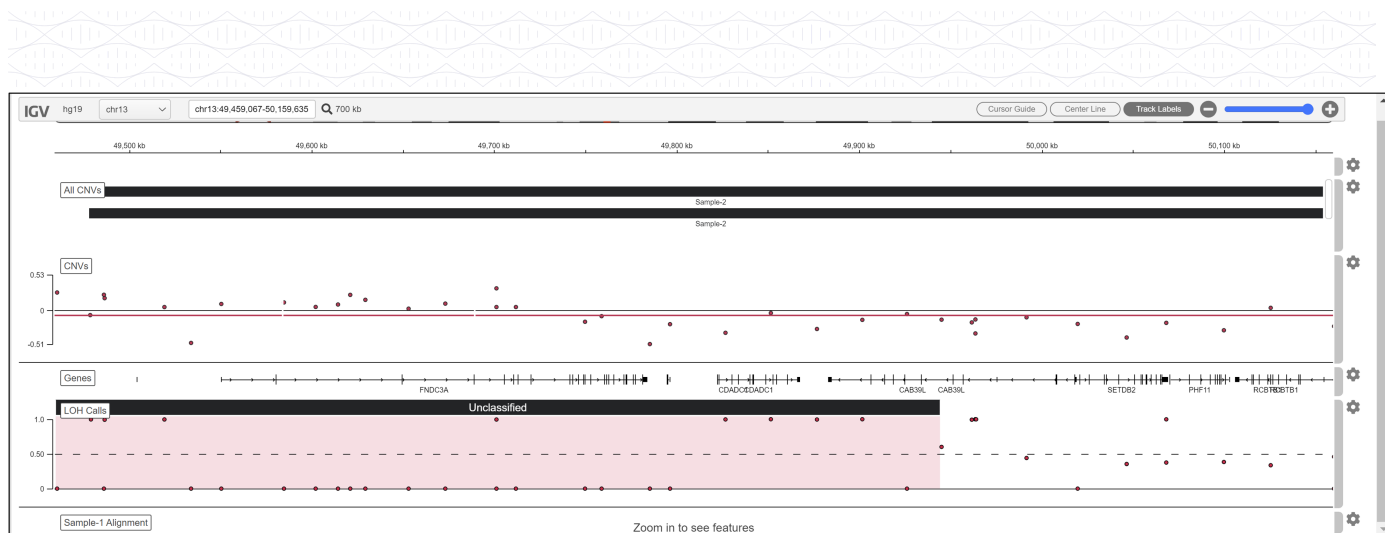 IGV hg19 chr13 chr13:49,459,067-50,159,635 700 kb Cursor Guide Center Line Track Labels
49,500 kb 49,600 kb 49,700 kb 49,800 kb 49,900 kb 50,000 kb 50,100 kb
All CNVs
Sample-2
Sample-2
CNVs
0.53
0
-0.51
Genes
FNDC3A CDADC1 CAB39L CAB39L SETDB2 PHF11 RCBTB1
LOH Calls
Unclassified
1.0
0.50
0
Sample-1 Alignment
Zoom in to see features